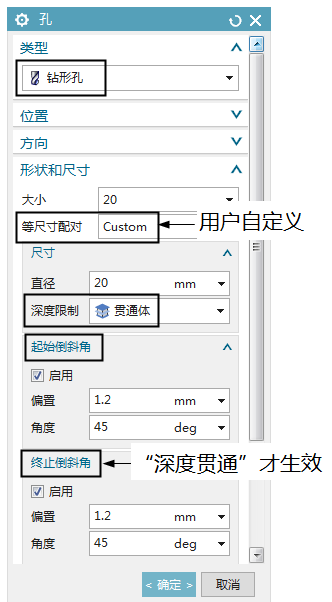 孔
类型
钻形孔
位置
方向
形状和尺寸
大小 20
等尺寸配对 Custom 用户自定义
尺寸
直径 20 mm
深度限制 贯通体
起始倒斜角
启用
偏置 1.2 mm
角度 45 deg
终止倒斜角 “深度贯通”才生效
启用
偏置 1.2 mm
角度 45 deg
< 确定 > 取消